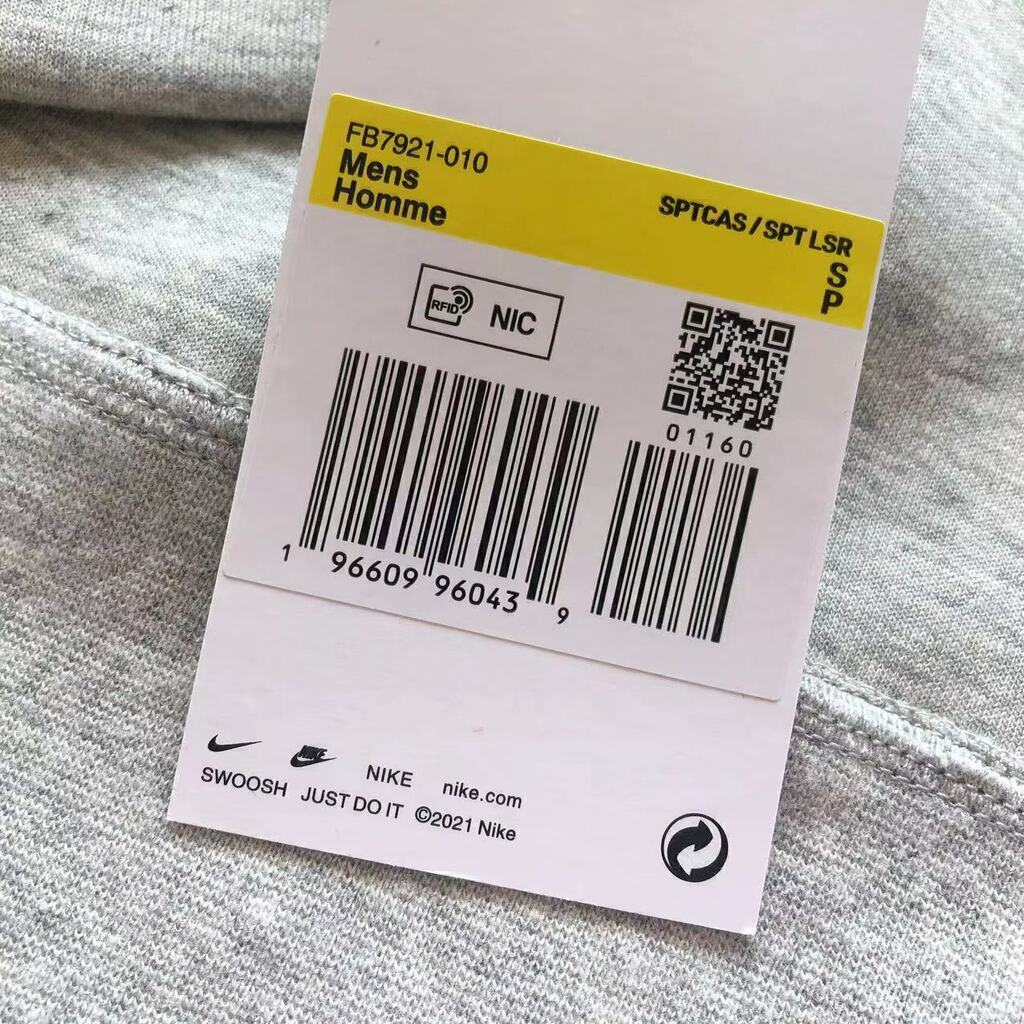 FB7921-010
Mens
Homme
SPTCAS / SPT LSR
S
P
RFID NIC
01160
1 96609 96043 9
NIKE
NIKE nike.com
SWOOSH JUST DO IT ©2021 Nike